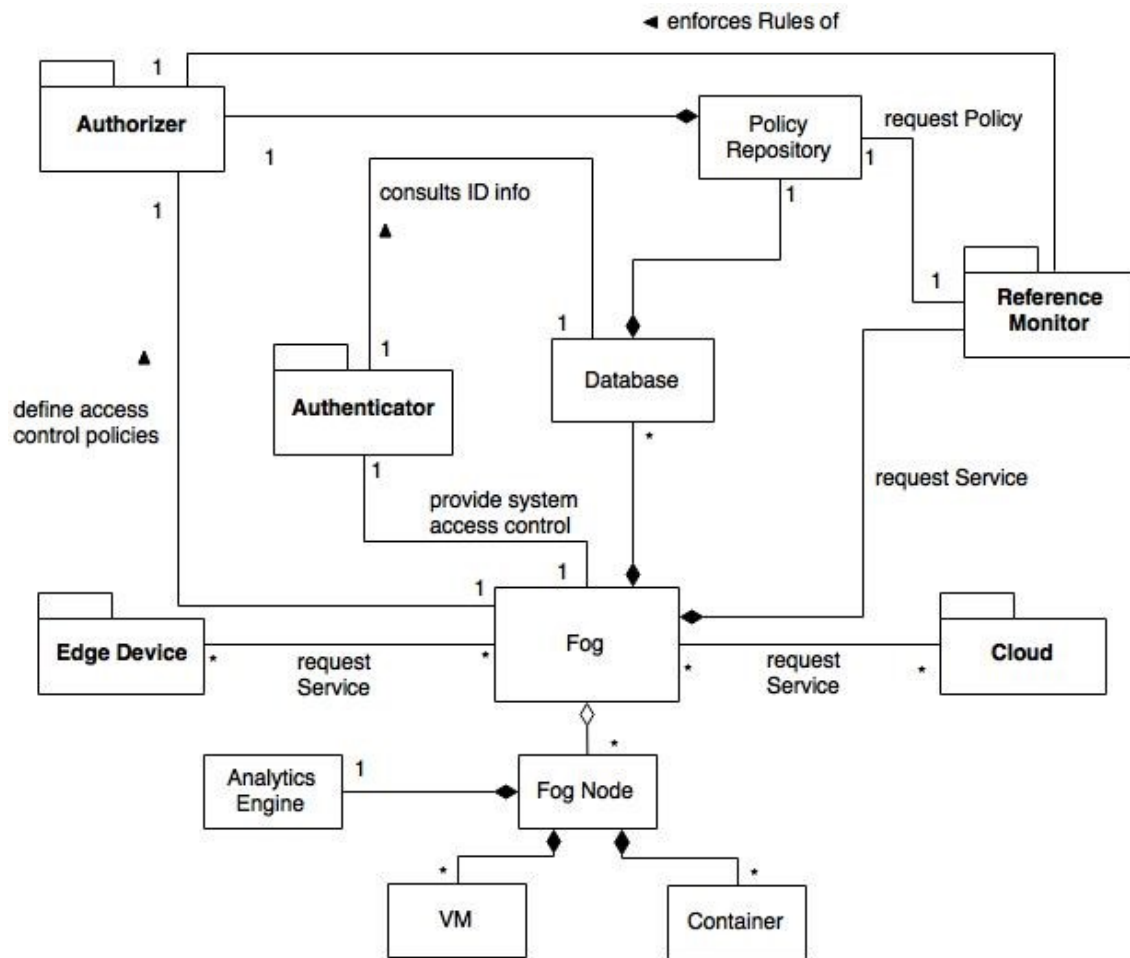 ◄ enforces Rules of
1
Authorizer
Policy
Repository
request Policy
1
1
1
1
consults ID info
▲
1
Reference
Monitor
1
1
1
Database
▲
Authenticator
define access
control policies
*
1
request Service
provide system
access control
1
1
Fog
Edge Device
*
*
request
Service
*
*
request
Service
Cloud
*
Analytics
Engine
1
Fog Node
*
*
VM
Container